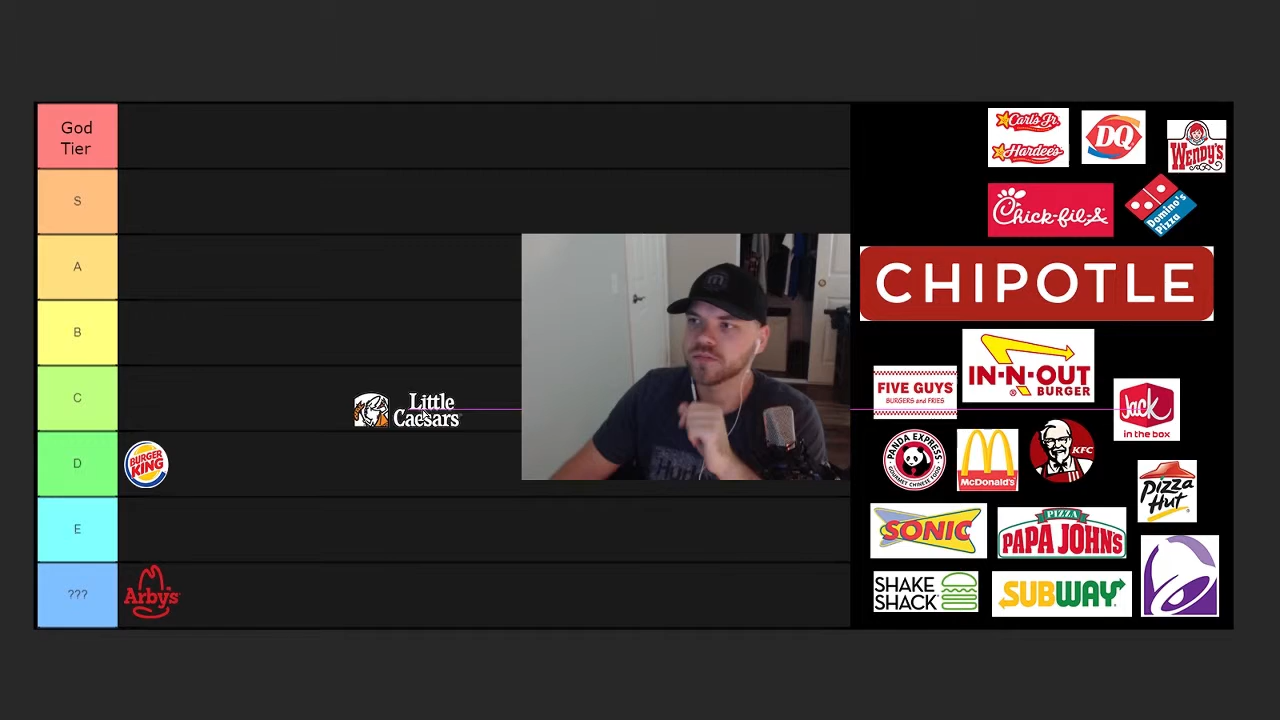 God
Tier
S
A
B
C
D
E
???
Little
Caesars
BURGER
KING
Arby's
Carl's Jr.
Hardee's
DQ
WENDY'S
Chick-fil-A
Domino's
Pizza
CHIPOTLE
FIVE GUYS
BURGERS and FRIES
IN-N-OUT
BURGER
Jack
in the box
PANDA EXPRESS
GOURMET CHINESE FOOD
McDonald's
KFC
Pizza
Hut
SONIC
PIZZA
PAPA JOHN'S
SHAKE
SHACK
SUBWAY